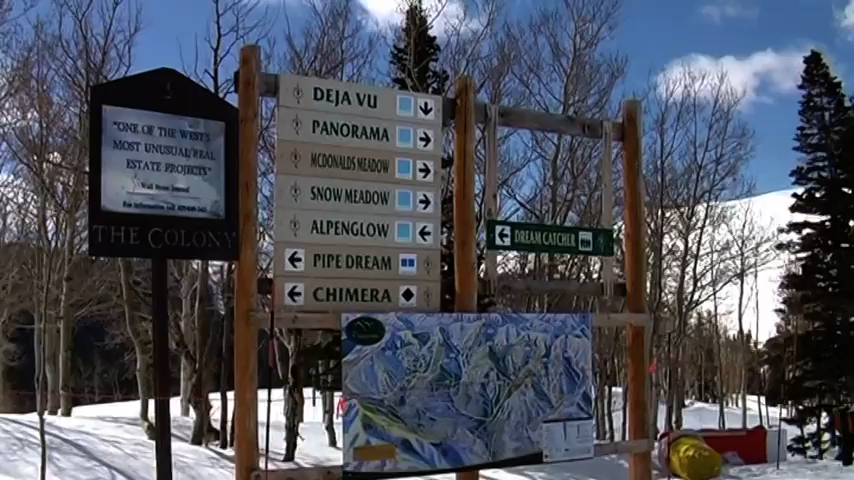 "ONE OF THE WEST'S
MOST UNUSUAL REAL
ESTATE PROJECTS"
Wall Street Journal
THE COLONY
DEJA VU
PANORAMA
MCDONALDS MEADOW
SNOW MEADOW
ALPENGLOW
PIPE DREAM
CHIMERA
DREAM CATCHER